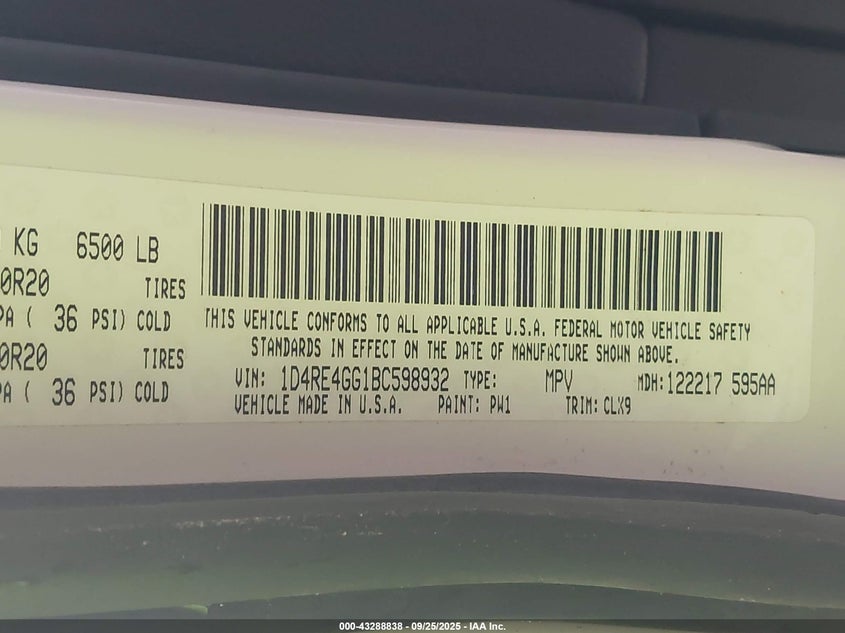 KG 6500 LB
0R20 TIRES
PA ( 36 PSI) COLD
0R20 TIRES
PA ( 36 PSI) COLD
THIS VEHICLE CONFORMS TO ALL APPLICABLE U.S.A. FEDERAL MOTOR VEHICLE SAFETY
STANDARDS IN EFFECT ON THE DATE OF MANUFACTURE SHOWN ABOVE.
VIN: 1D4RE4GG1BC598932 TYPE: MPV MDH:122217 595AA
VEHICLE MADE IN U.S.A. PAINT: PW1 TRIM: CLX9
000-43288838 - 09/25/2025 - IAA Inc.